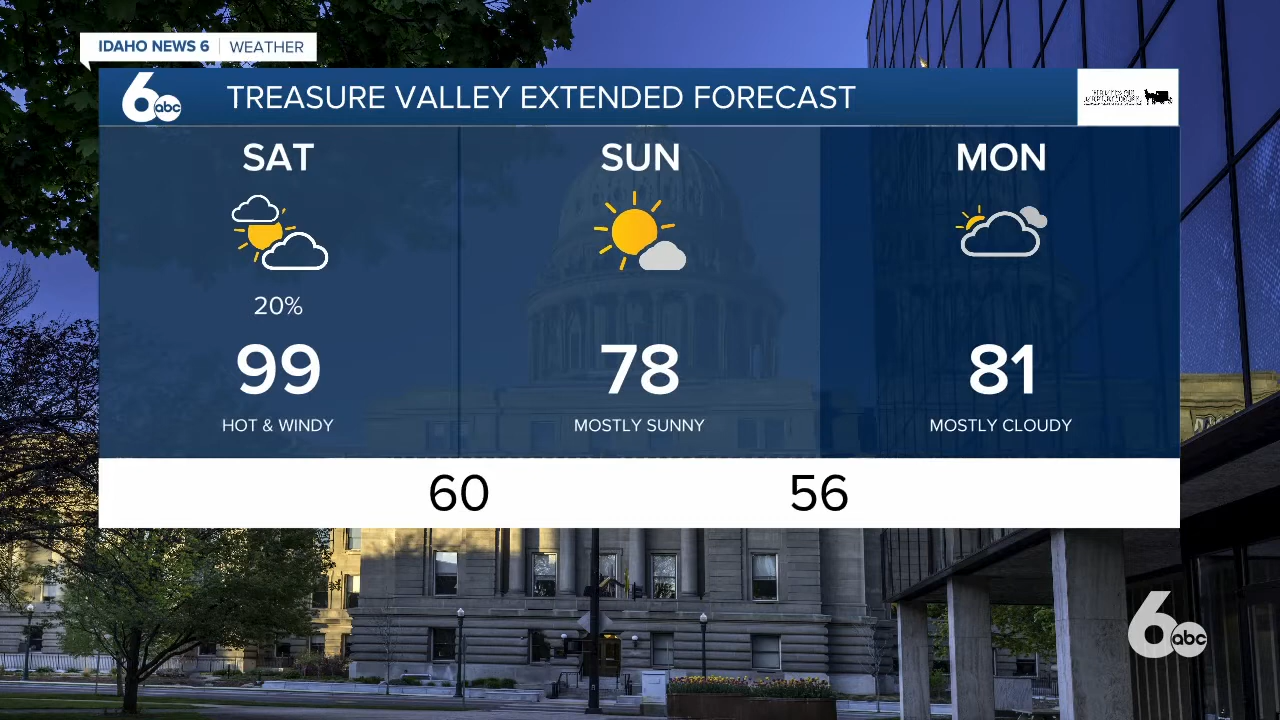 IDAHO NEWS 6 | WEATHER
6abc TREASURE VALLEY EXTENDED FORECAST
SAT SUN MON
20%
99 78 81
HOT & WINDY MOSTLY SUNNY MOSTLY CLOUDY
60 56
6abc